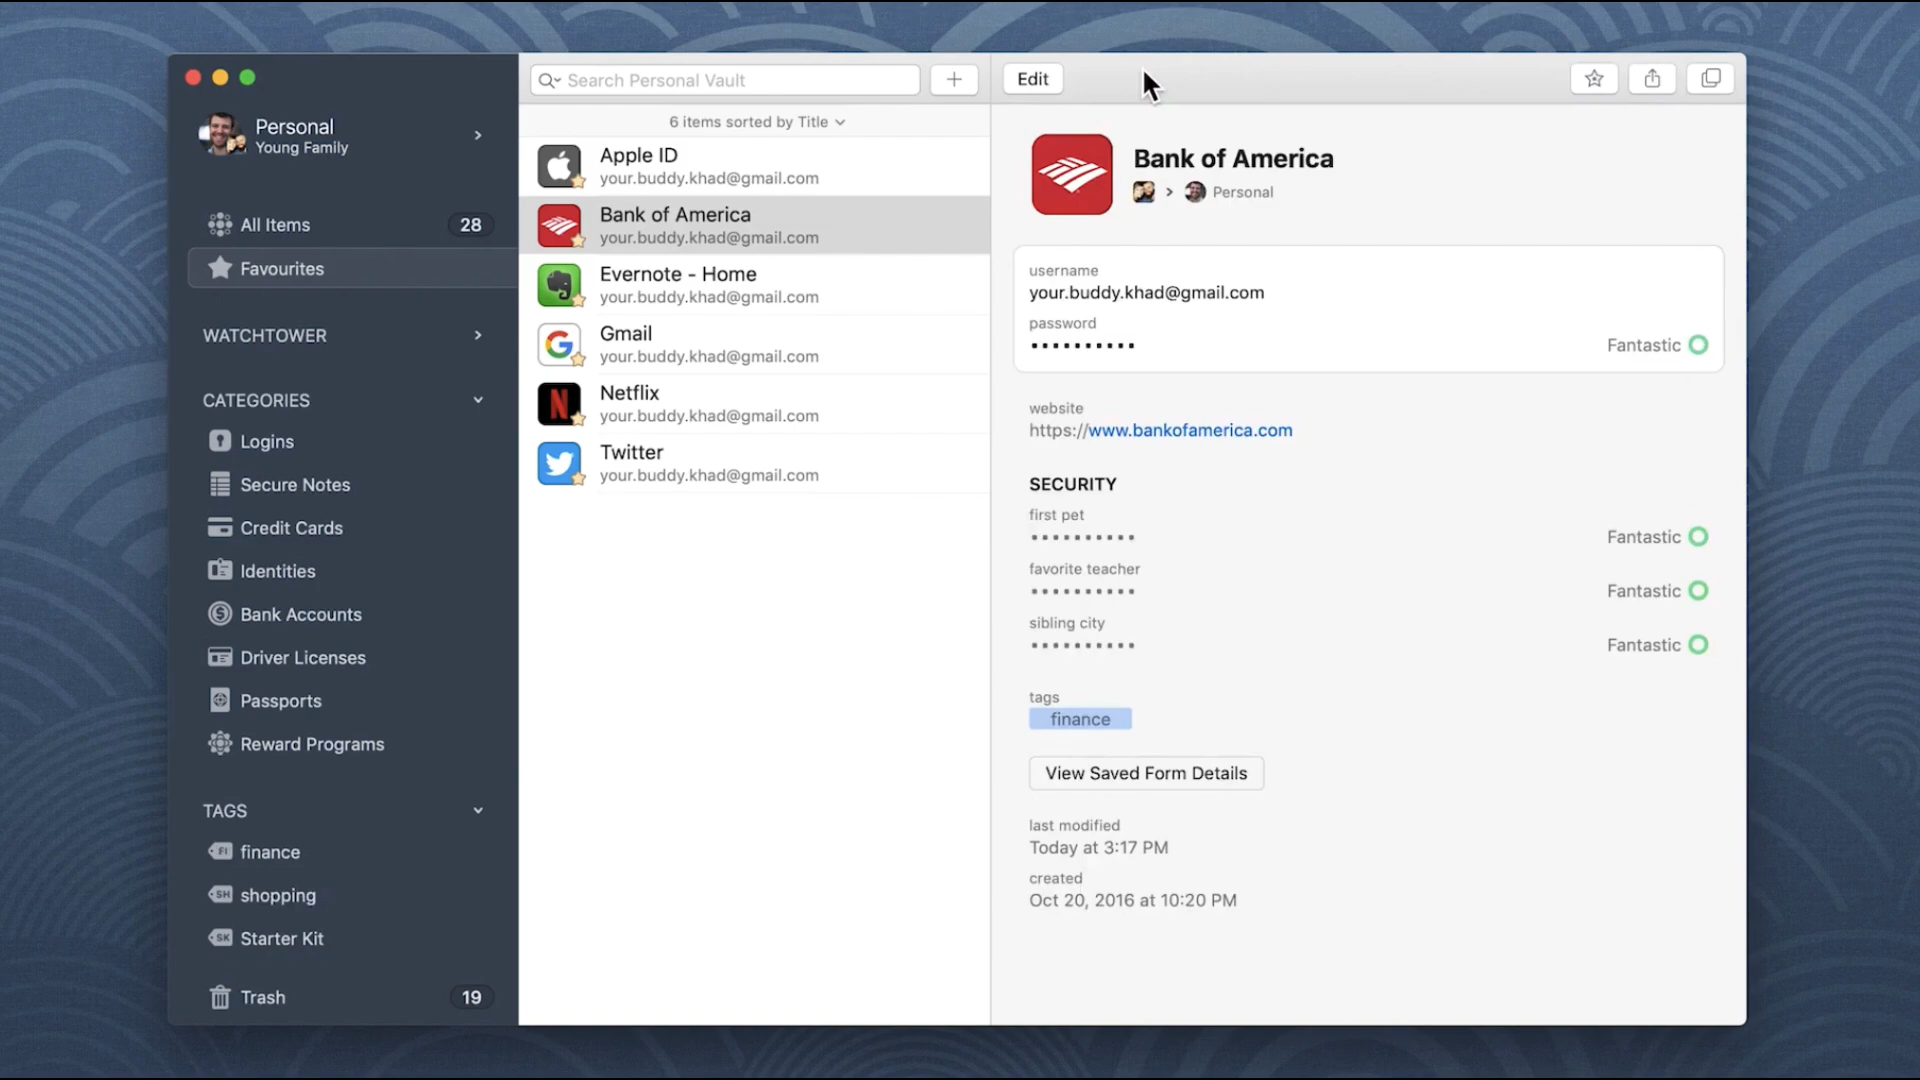 Personal
Young Family
All Items 28
Favourites
WATCHTOWER
CATEGORIES
Logins
Secure Notes
Credit Cards
Identities
Bank Accounts
Driver Licenses
Passports
Reward Programs
TAGS
FI finance
SH shopping
SK Starter Kit
Trash 19
Search Personal Vault
6 items sorted by Title
Apple ID
your.buddy.khad@gmail.com
Bank of America
your.buddy.khad@gmail.com
Evernote - Home
your.buddy.khad@gmail.com
Gmail
your.buddy.khad@gmail.com
Netflix
your.buddy.khad@gmail.com
Twitter
your.buddy.khad@gmail.com
Edit
Bank of America
Personal
username
your.buddy.khad@gmail.com
password
•••••••••• Fantastic
website
https://www.bankofamerica.com
SECURITY
first pet
•••••••••• Fantastic
favorite teacher
•••••••••• Fantastic
sibling city
•••••••••• Fantastic
tags
finance
View Saved Form Details
last modified
Today at 3:17 PM
created
Oct 20, 2016 at 10:20 PM